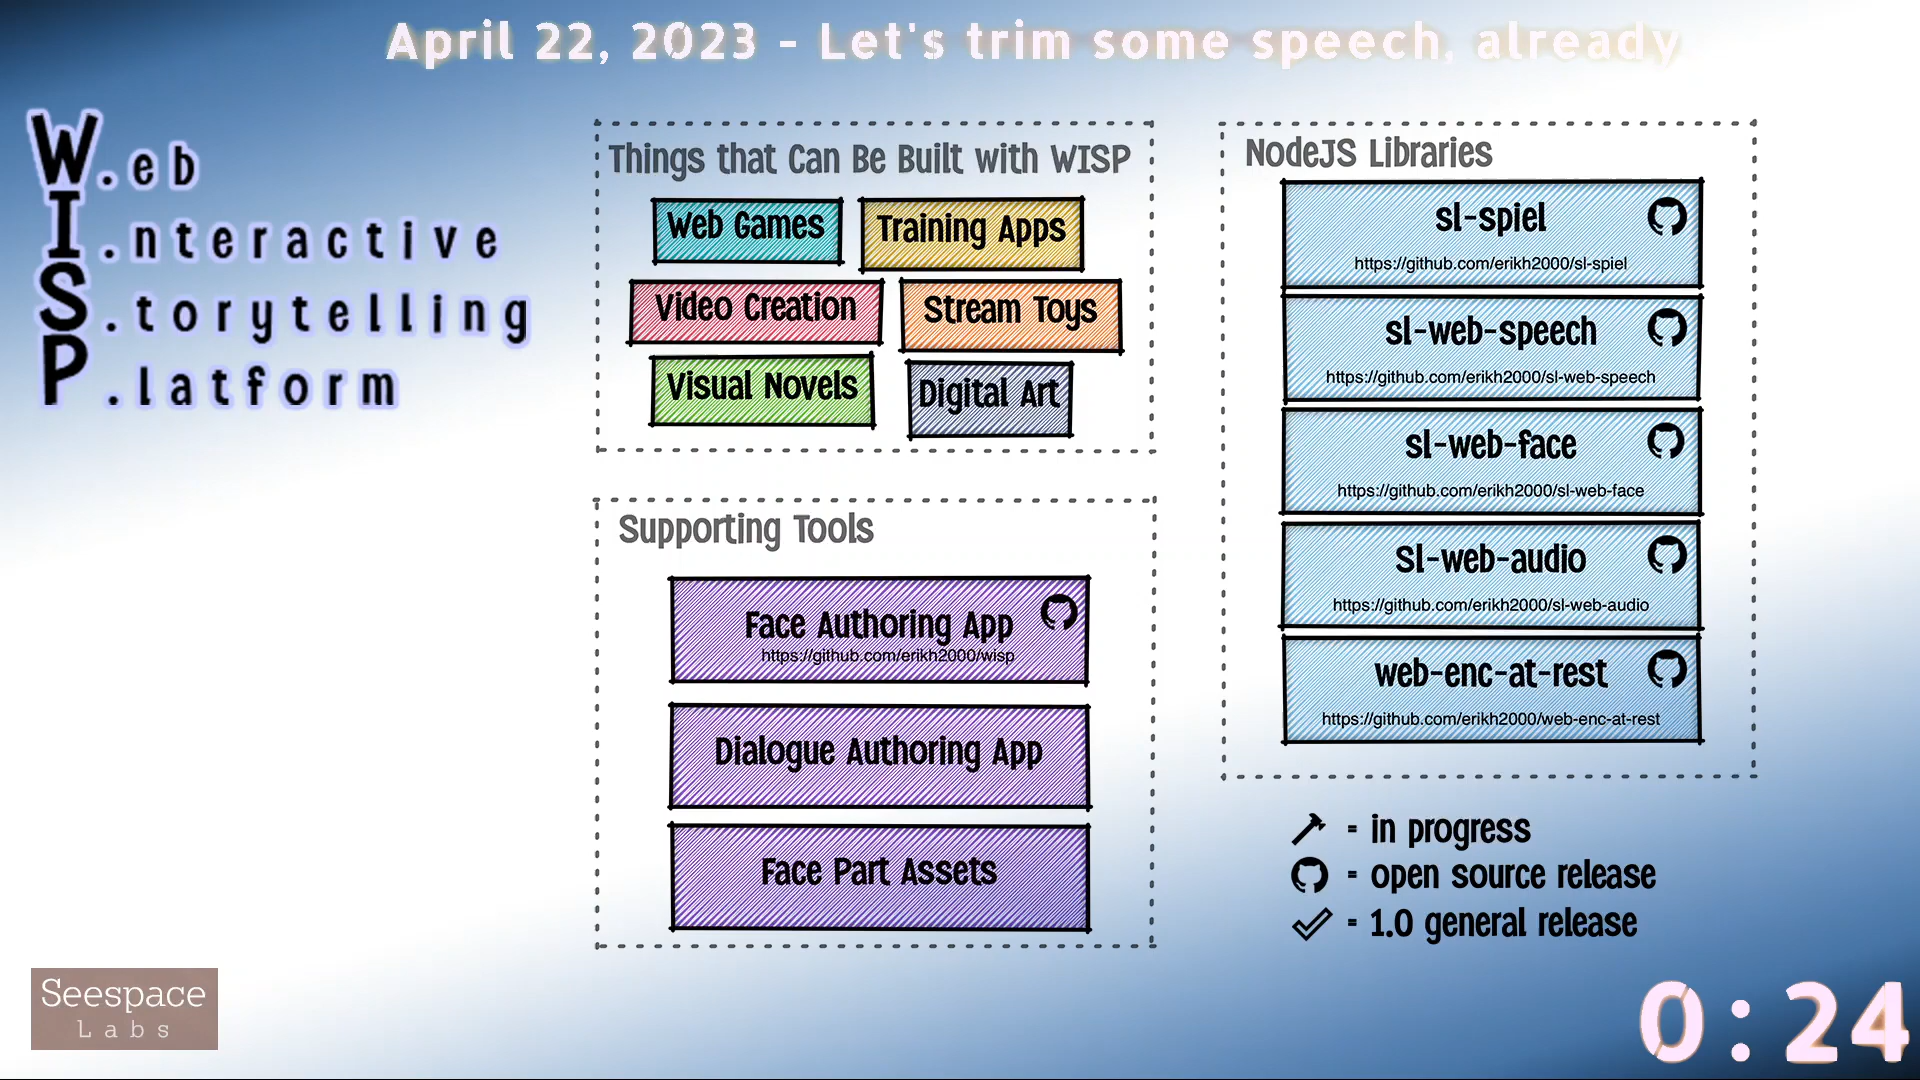 April 22, 2023 - Let's trim some speech, already
W.eb
I.nteractive
S.torytelling
P.latform
Things that Can Be Built with WISP
Web Games
Training Apps
Video Creation
Stream Toys
Visual Novels
Digital Art
Supporting Tools
Face Authoring App
https://github.com/erikh2000/wisp
Dialogue Authoring App
Face Part Assets
NodeJS Libraries
sl-spiel
https://github.com/erikh2000/sl-spiel
sl-web-speech
https://github.com/erikh2000/sl-web-speech
sl-web-face
https://github.com/erikh2000/sl-web-face
Sl-web-audio
https://github.com/erikh2000/sl-web-audio
web-enc-at-rest
https://github.com/erikh2000/web-enc-at-rest
- in progress
- open source release
- 1.0 general release
Seespace
Labs
0:24